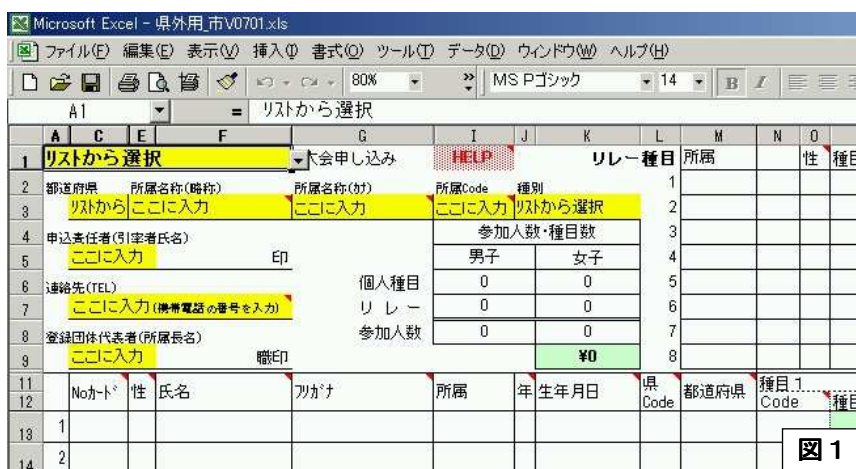 Microsoft Excel - 県外用_市V0701.xls
ファイル(F) 編集(E) 表示(V) 挿入(I) 書式(O) ツール(T) データ(D) ウィンドウ(W) ヘルプ(H)
80% MS Pゴシック 14 B I
A1 = リストから選択
A C E F G I J K L M N O
1 リストから選択 大会申し込み HELP リレー種目 所属 性 種目
2 都道府県 所属名称(略称) 所属名称(カナ) 所属Code 種別 1
3 リストから ここに入力 ここに入力 ここに入力 リストから選択 2
4 申込責任者(引率者氏名) 参加人数・種目数 3
5 ここに入力 印 男子 女子 4
6 連絡先(TEL) 個人種目 0 0 5
7 ここに入力(携帯電話の番号を入力) リレー 0 0 6
8 登録団体代表者(所属長名) 参加人数 0 0 7
9 ここに入力 職印 ¥0 8
11 Noカード 性 氏名 フリガナ 所属 年 生年月日 県 都道府県 種目1
12 Code Code 種目
13 1
14 2
図1